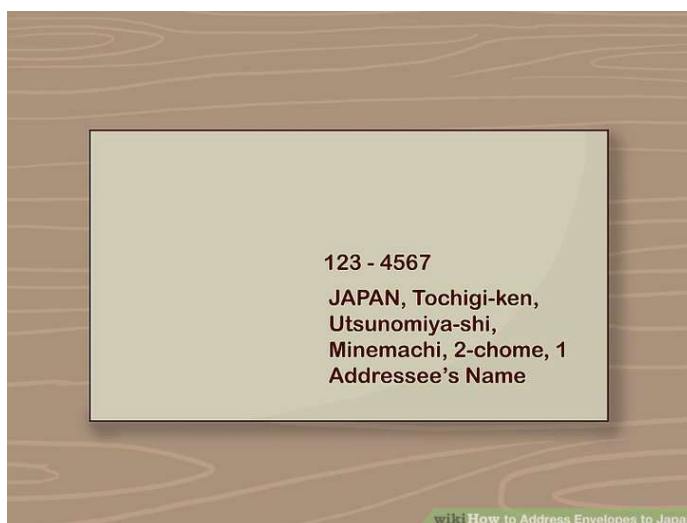 123 - 4567
JAPAN, Tochigi-ken,
Utsunomiya-shi,
Minemachi, 2-chome, 1
Addressee's Name
wikiHow to Address Envelopes to Japa